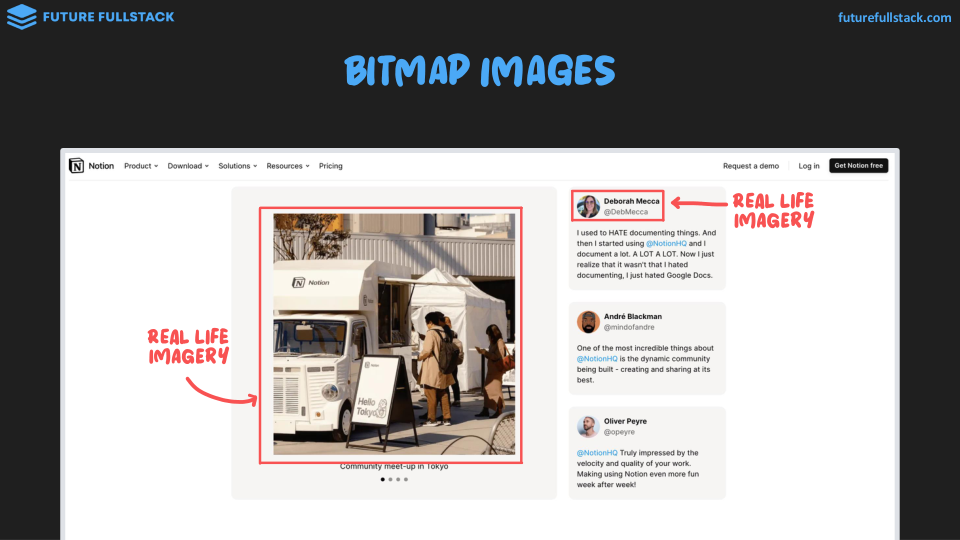 FUTURE FULLSTACK
futurefullstack.com
BITMAP IMAGES
Notion
Product
Download
Solutions
Resources
Pricing
Request a demo
Log in
Get Notion free
REAL LIFE
IMAGERY
Notion
Hello
Tokyo
Community meet-up in Tokyo
Deborah Mecca
@DebMecca
REAL LIFE
IMAGERY
I used to HATE documenting things. And
then I started using @NotionHQ and I
document a lot. A LOT A LOT. Now I just
realize that it wasn't that I hated
documenting, I just hated Google Docs.
André Blackman
@mindofandre
One of the most incredible things about
@NotionHQ is the dynamic community
being built - creating and sharing at its
best.
Oliver Peyre
@opeyre
@NotionHQ Truly impressed by the
velocity and quality of your work.
Making using Notion even more fun
week after week!